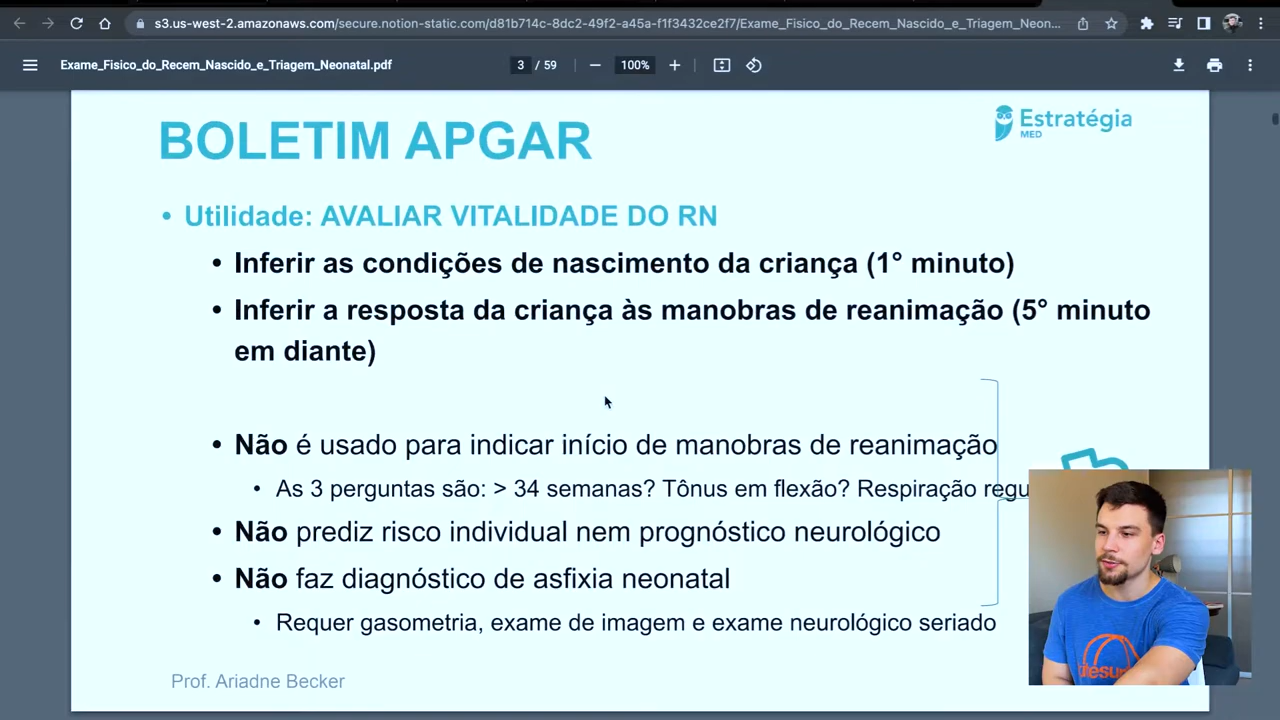 s3.us-west-2.amazonaws.com/secure.notion-static.com/d81b714c-8dc2-49f2-a45a-f1f3432ce2f7/Exame_Fisico_do_Recem_Nascido_e_Triagem_Neon...
Exame_Fisico_do_Recem_Nascido_e_Triagem_Neonatal.pdf
3 / 59
100%
BOLETIM APGAR
Estratégia
MED
• Utilidade: AVALIAR VITALIDADE DO RN
• Inferir as condições de nascimento da criança (1° minuto)
• Inferir a resposta da criança às manobras de reanimação (5° minuto
em diante)
• Não é usado para indicar início de manobras de reanimação
• As 3 perguntas são: > 34 semanas? Tônus em flexão? Respiração regu
• Não prediz risco individual nem prognóstico neurológico
• Não faz diagnóstico de asfixia neonatal
• Requer gasometria, exame de imagem e exame neurológico seriado
Prof. Ariadne Becker